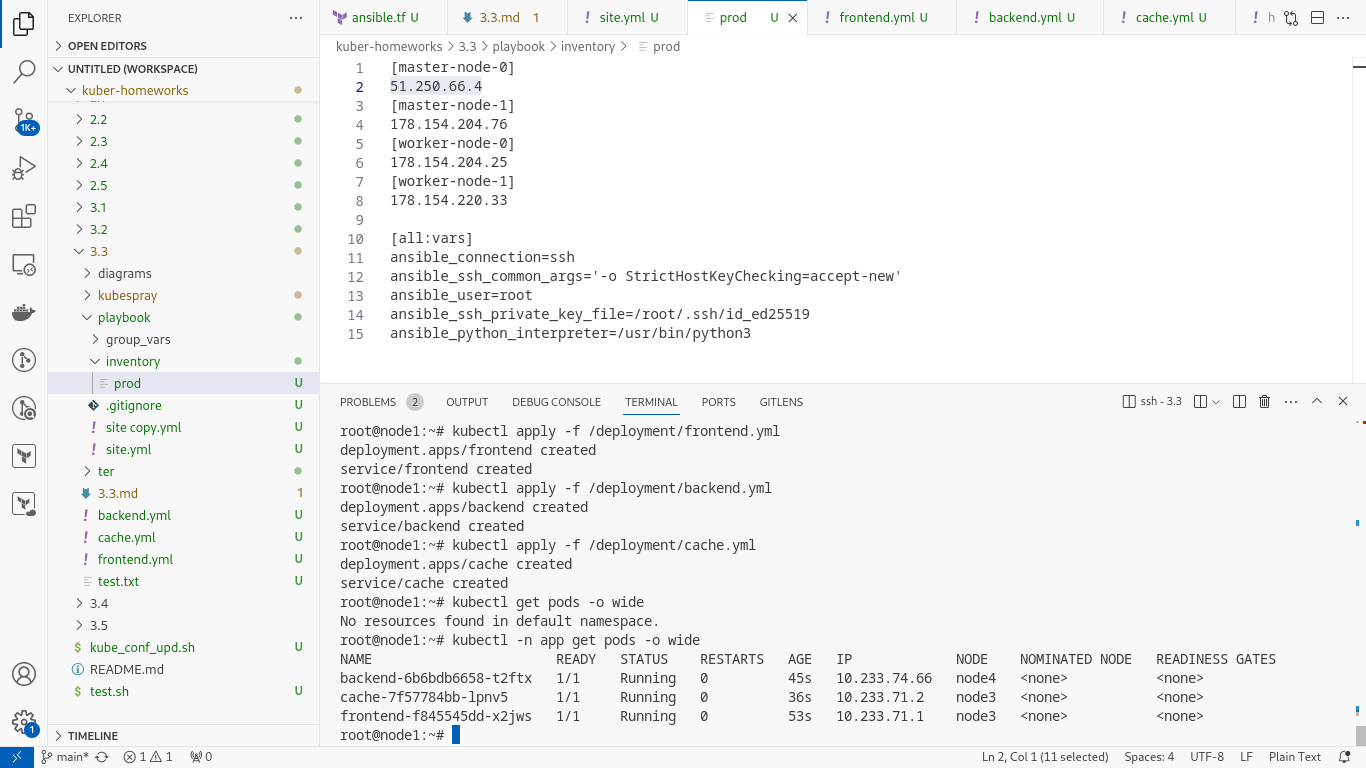 EXPLORER
OPEN EDITORS
UNTITLED (WORKSPACE)
kuber-homeworks
2.2
2.3
2.4
2.5
3.1
3.2
3.3
diagrams
kubespray
playbook
group_vars
inventory
prod U
.gitignore U
site copy.yml U
site.yml U
ter
3.3.md 1
backend.yml U
cache.yml U
frontend.yml U
test.txt U
3.4
3.5
kube_conf_upd.sh U
README.md
test.sh U
TIMELINE
1K+
1
ansible.tf U
3.3.md 1
site.yml U
prod U
frontend.yml U
backend.yml U
cache.yml U
h
kuber-homeworks > 3.3 > playbook > inventory > prod
1 [master-node-0]
2 51.250.66.4
3 [master-node-1]
4 178.154.204.76
5 [worker-node-0]
6 178.154.204.25
7 [worker-node-1]
8 178.154.220.33
9
10 [all:vars]
11 ansible_connection=ssh
12 ansible_ssh_common_args='-o StrictHostKeyChecking=accept-new'
13 ansible_user=root
14 ansible_ssh_private_key_file=/root/.ssh/id_ed25519
15 ansible_python_interpreter=/usr/bin/python3
PROBLEMS 2 OUTPUT DEBUG CONSOLE TERMINAL PORTS GITLENS
ssh - 3.3
root@node1:~# kubectl apply -f /deployment/frontend.yml
deployment.apps/frontend created
service/frontend created
root@node1:~# kubectl apply -f /deployment/backend.yml
deployment.apps/backend created
service/backend created
root@node1:~# kubectl apply -f /deployment/cache.yml
deployment.apps/cache created
service/cache created
root@node1:~# kubectl get pods -o wide
No resources found in default namespace.
root@node1:~# kubectl -n app get pods -o wide
NAME READY STATUS RESTARTS AGE IP NODE NOMINATED NODE READINESS GATES
backend-6b6bdb6658-t2ftx 1/1 Running 0 45s 10.233.74.66 node4 <none> <none>
cache-7f57784bb-lpnv5 1/1 Running 0 36s 10.233.71.2 node3 <none> <none>
frontend-f845545dd-x2jws 1/1 Running 0 53s 10.233.71.1 node3 <none> <none>
root@node1:~#
main* 1 1 0
Ln 2, Col 1 (11 selected) Spaces: 4 UTF-8 LF Plain Text